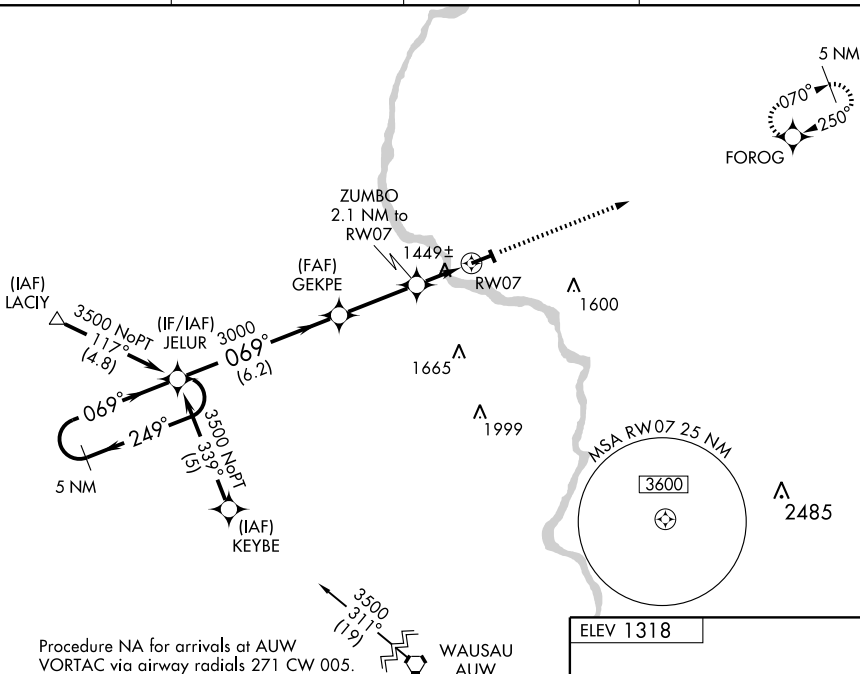 5 NM
070°
250°
FOROG
ZUMBO
2.1 NM to
RW07
1449±
(FAF)
GEKPE
RW07
1600
(IAF)
LACIY
3500 NoPT
117°
(4.8)
(IF/IAF)
JELUR
3000
069°
(6.2)
1665
1999
069°
249°
5 NM
3500 NoPT
339°
(5)
(IAF)
KEYBE
MSA RW07 25 NM
3600
2485
3500
311°
(19)
WAUSAU
AUW
Procedure NA for arrivals at AUW
VORTAC via airway radials 271 CW 005.
ELEV 1318